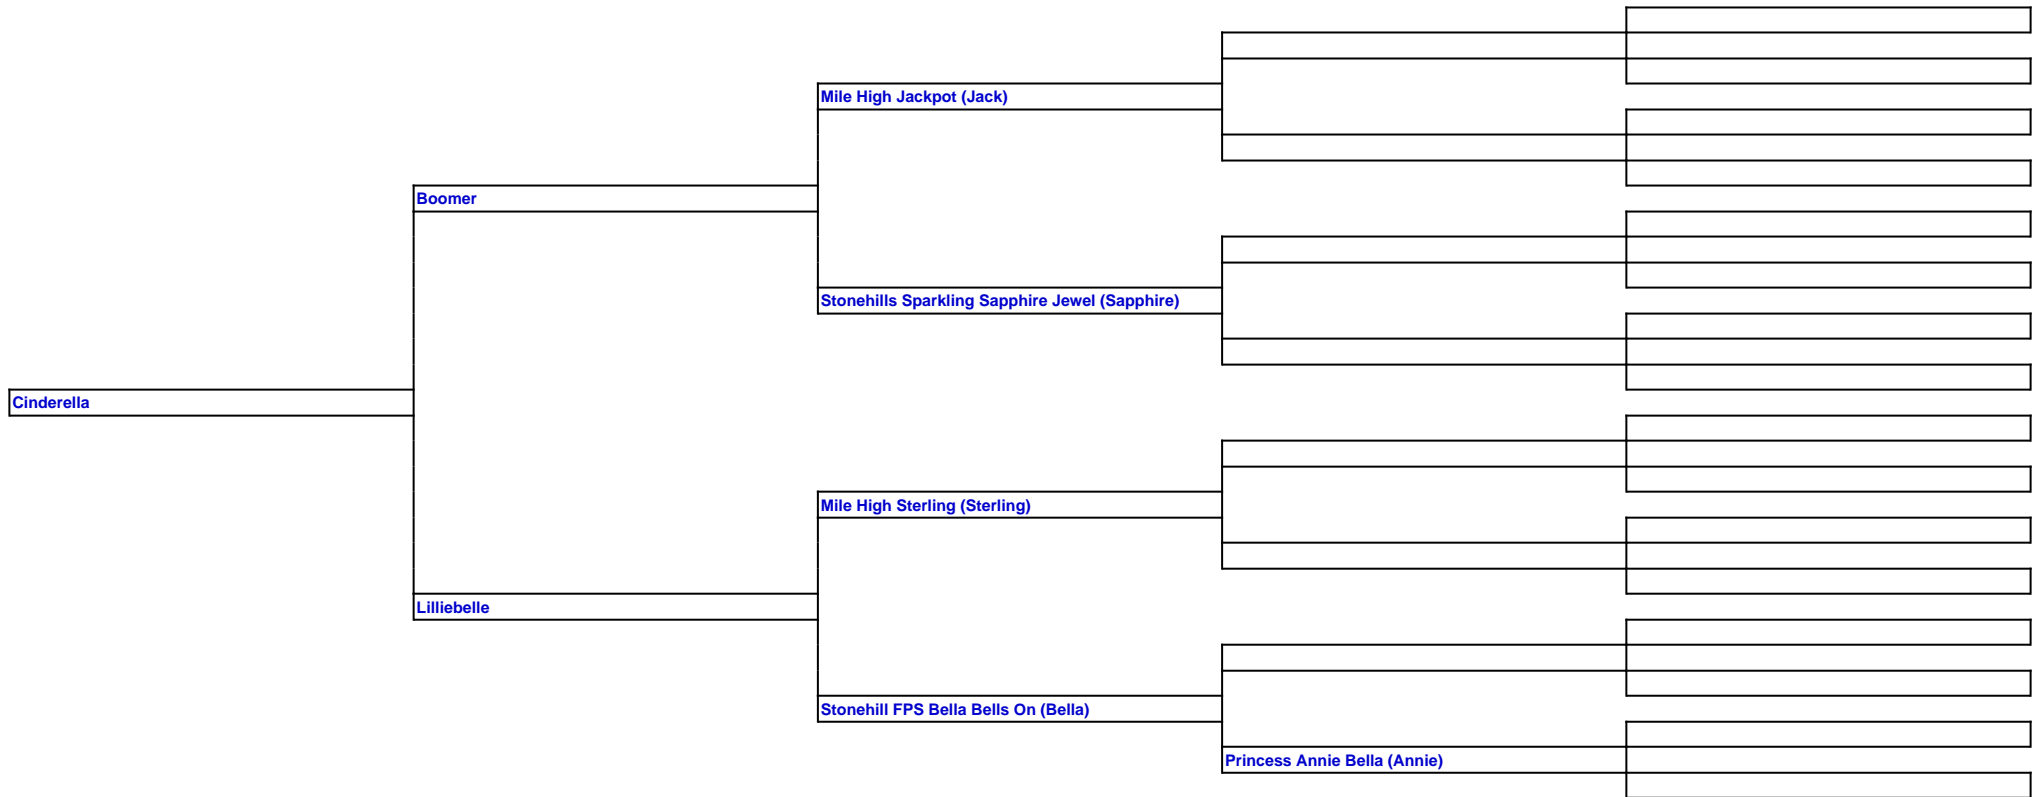 Mile High Jackpot (Jack)
Boomer
Stonehills Sparkling Sapphire Jewel (Sapphire)
Cinderella
Mile High Sterling (Sterling)
Lilliebelle
Stonehill FPS Bella Bells On (Bella)
Princess Annie Bella (Annie)